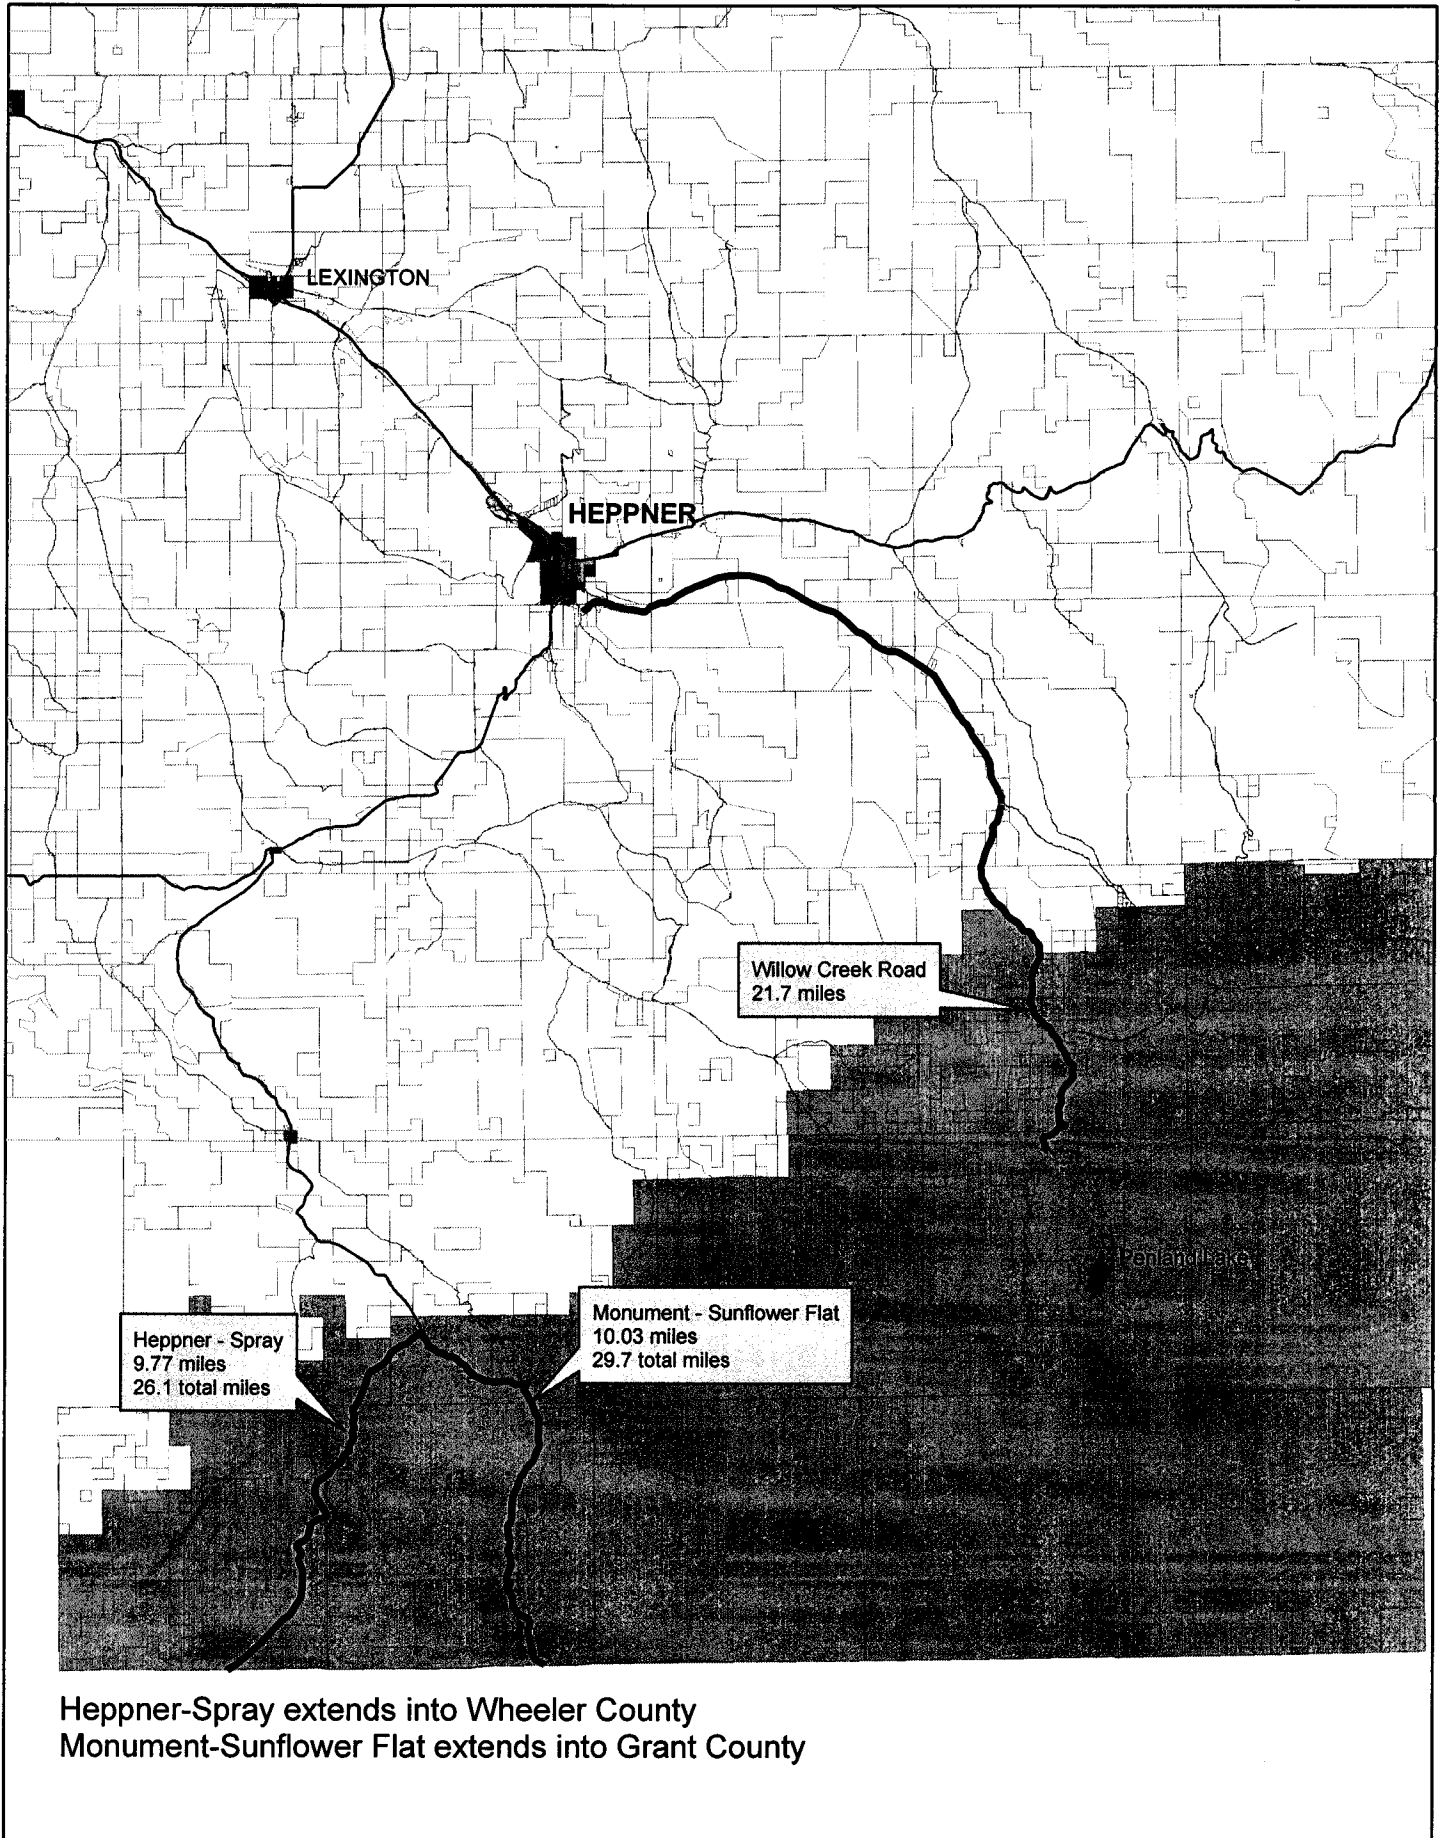 LEXINGTON
HEPPNER
Willow Creek Road
21.7 miles
Penland Lake
Monument - Sunflower Flat
10.03 miles
29.7 total miles
Heppner - Spray
9.77 miles
26.1 total miles
Heppner-Spray extends into Wheeler County
Monument-Sunflower Flat extends into Grant County